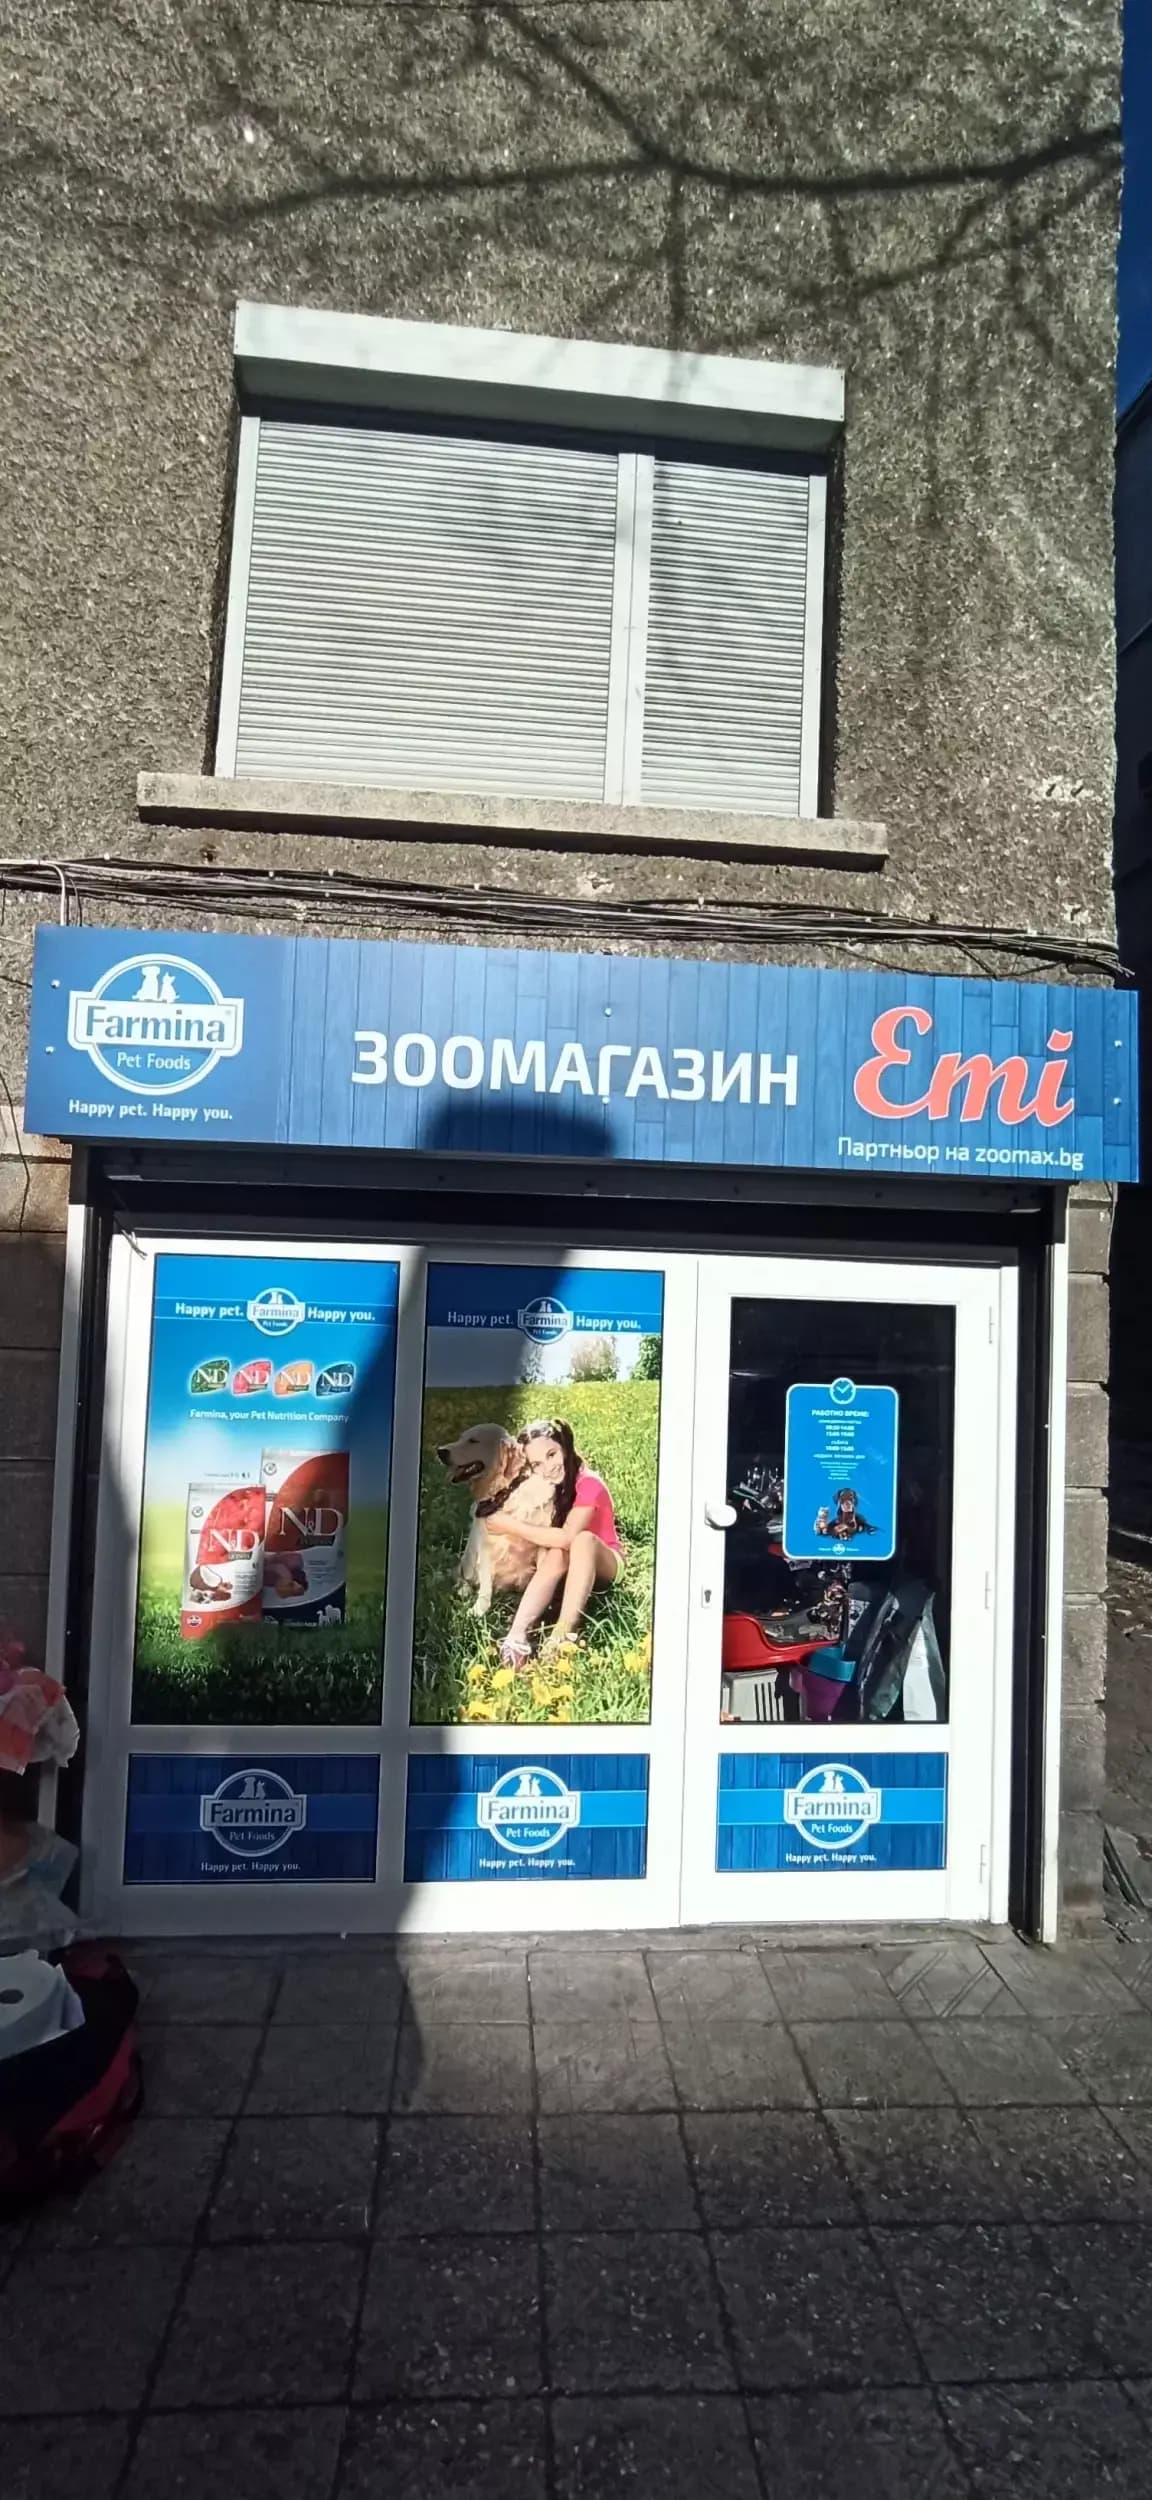 Farmina
Pet Foods
Happy pet. Happy you.
ЗООМАГАЗИН
Emi
Партньор на zoomax.bg
Happy pet. Farmina Happy you.
Pet Foods
N&D N&D N&D N&D
Farmina, your Pet Nutrition Company
N&D
N&D
Happy pet. Farmina Happy you.
Pet Foods
РАБОТНО ВРЕМЕ:
Farmina
Pet Foods
Happy pet. Happy you.
Farmina
Pet Foods
Happy pet. Happy you.
Farmina
Pet Foods
Happy pet. Happy you.